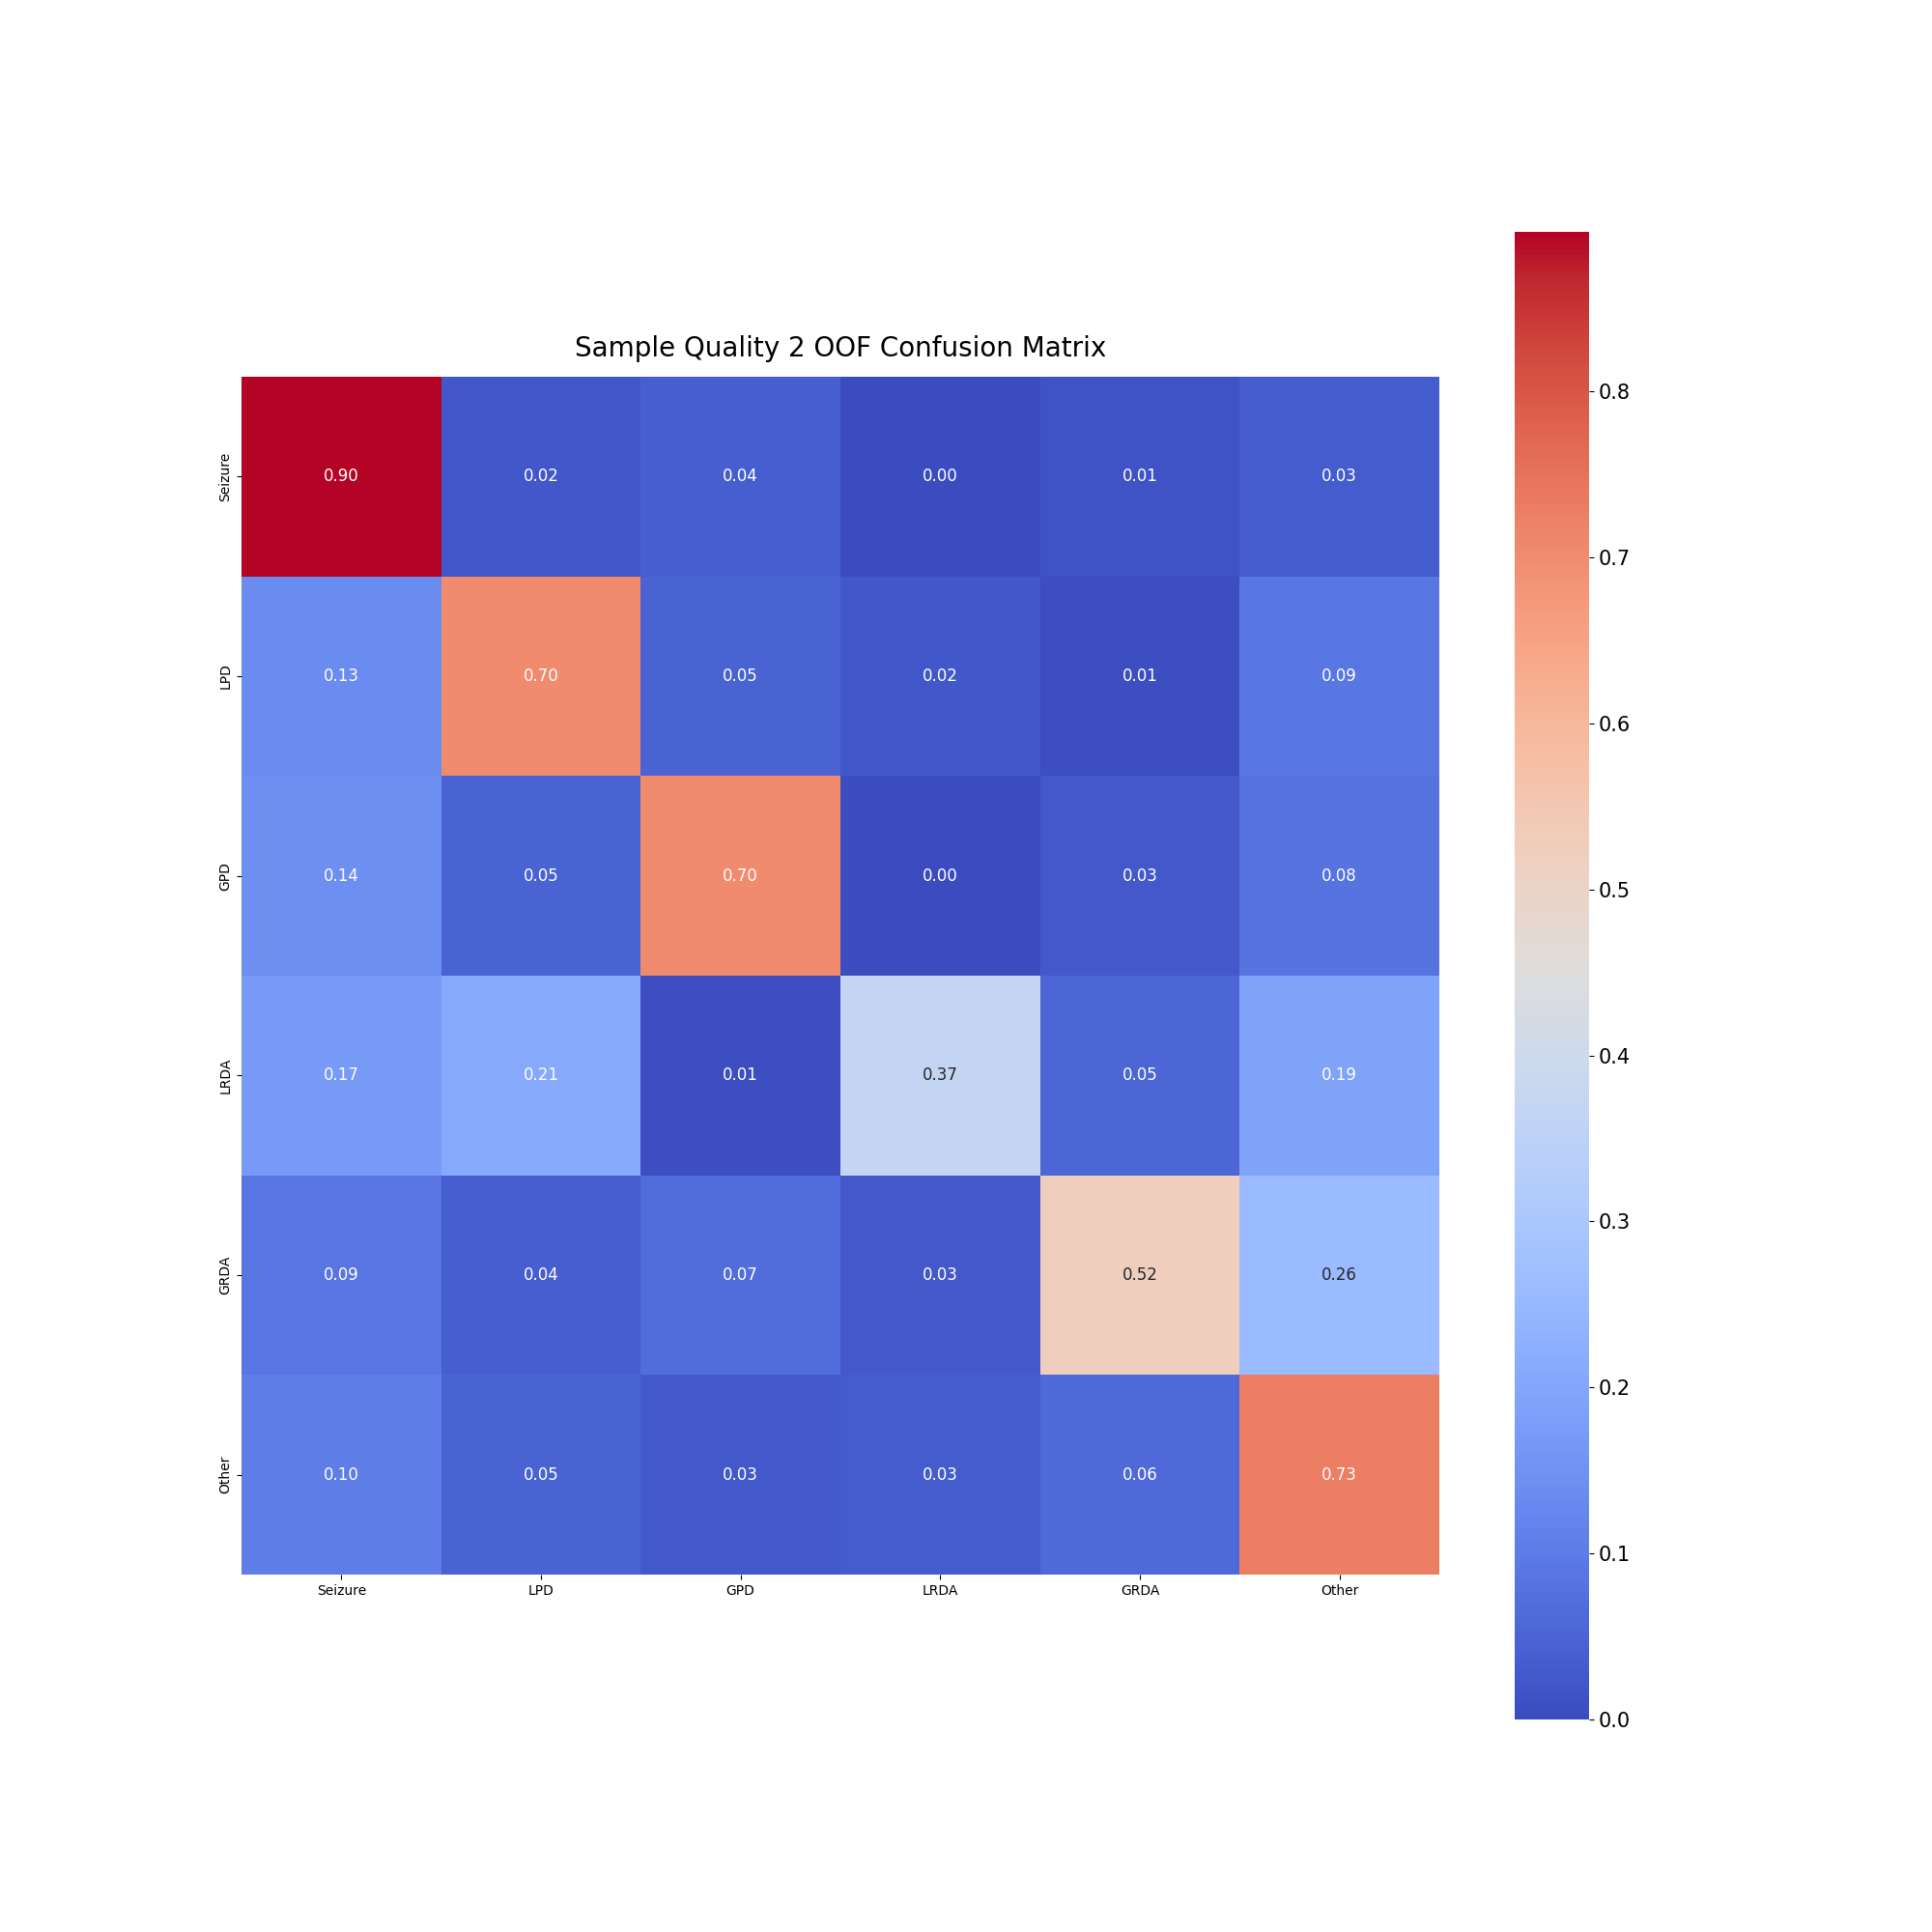 Sample Quality 2 OOF Confusion Matrix
Seizure 0.90 0.02 0.04 0.00 0.01 0.03
LPD 0.13 0.70 0.05 0.02 0.01 0.09
GPD 0.14 0.05 0.70 0.00 0.03 0.08
LRDA 0.17 0.21 0.01 0.37 0.05 0.19
GRDA 0.09 0.04 0.07 0.03 0.52 0.26
Other 0.10 0.05 0.03 0.03 0.06 0.73
Seizure LPD GPD LRDA GRDA Other
0.8
0.7
0.6
0.5
0.4
0.3
0.2
0.1
0.0